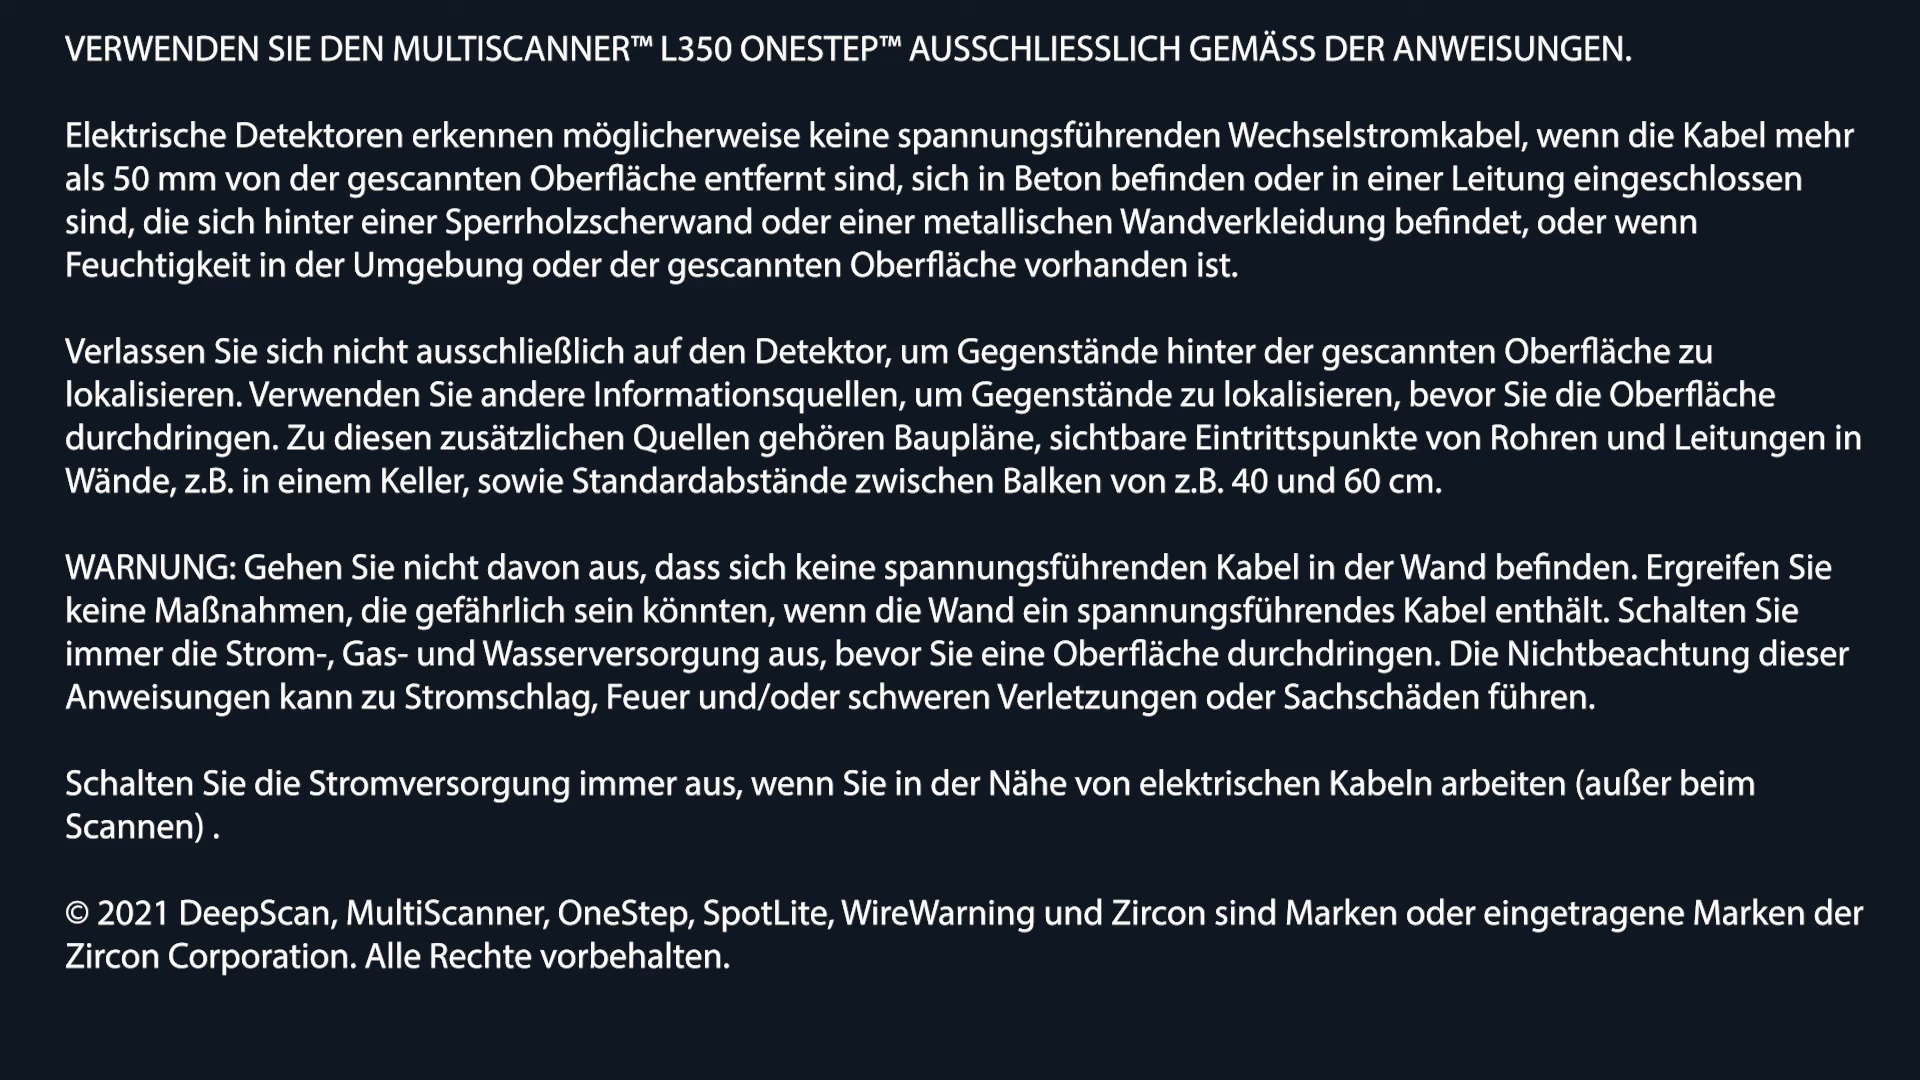 VERWENDEN SIE DEN MULTISCANNER™ L350 ONESTEP™ AUSSCHLIESSLICH GEMÄSS DER ANWEISUNGEN.
Elektrische Detektoren erkennen möglicherweise keine spannungsführenden Wechselstromkabel, wenn die Kabel mehr
als 50 mm von der gescannten Oberfläche entfernt sind, sich in Beton befinden oder in einer Leitung eingeschlossen
sind, die sich hinter einer Sperrholzscherwand oder einer metallischen Wandverkleidung befindet, oder wenn
Feuchtigkeit in der Umgebung oder der gescannten Oberfläche vorhanden ist.
Verlassen Sie sich nicht ausschließlich auf den Detektor, um Gegenstände hinter der gescannten Oberfläche zu
lokalisieren. Verwenden Sie andere Informationsquellen, um Gegenstände zu lokalisieren, bevor Sie die Oberfläche
durchdringen. Zu diesen zusätzlichen Quellen gehören Baupläne, sichtbare Eintrittspunkte von Rohren und Leitungen in
Wände, z.B. in einem Keller, sowie Standardabstände zwischen Balken von z.B. 40 und 60 cm.
WARNUNG: Gehen Sie nicht davon aus, dass sich keine spannungsführenden Kabel in der Wand befinden. Ergreifen Sie
keine Maßnahmen, die gefährlich sein könnten, wenn die Wand ein spannungsführendes Kabel enthält. Schalten Sie
immer die Strom-, Gas- und Wasserversorgung aus, bevor Sie eine Oberfläche durchdringen. Die Nichtbeachtung dieser
Anweisungen kann zu Stromschlag, Feuer und/oder schweren Verletzungen oder Sachschäden führen.
Schalten Sie die Stromversorgung immer aus, wenn Sie in der Nähe von elektrischen Kabeln arbeiten (außer beim
Scannen) .
© 2021 DeepScan, MultiScanner, OneStep, SpotLite, WireWarning und Zircon sind Marken oder eingetragene Marken der
Zircon Corporation. Alle Rechte vorbehalten.